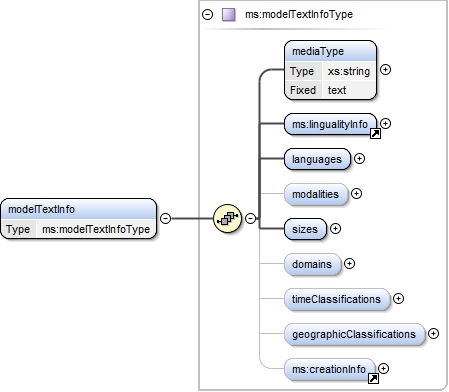 ms:modelTextInfoType
mediaType
Type xs:string
Fixed text
ms:lingualityInfo
languages
modalities
modelTextInfo
Type ms:modelTextInfoType
sizes
domains
timeClassifications
geographicClassifications
ms:creationInfo